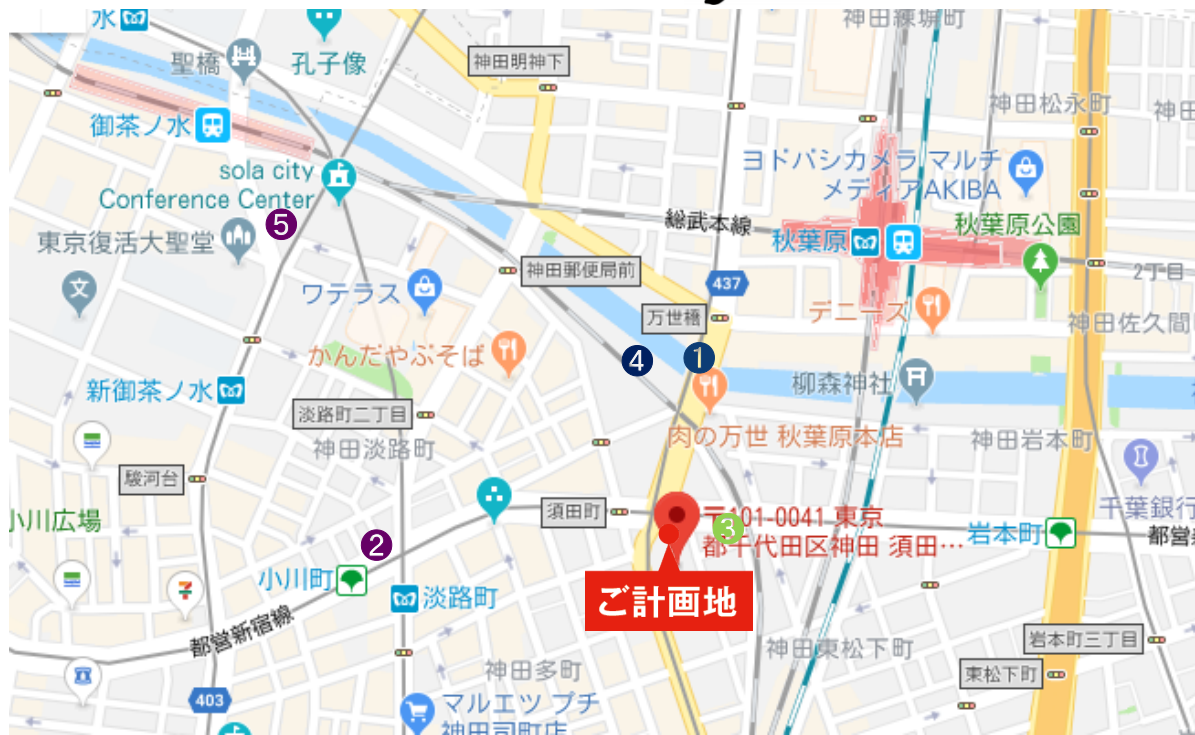 水
神田練塀町
聖橋
孔子像
神田明神下
神田松永町
神田
御茶ノ水
ヨドバシカメラ マルチ
メディアAKIBA
sola city
Conference Center
⑤
総武本線
秋葉原
秋葉原公園
東京復活大聖堂
文
神田郵便局前
2丁目
ワテラス
437
万世橋
デニーズ
神田佐久間
かんだやぶそば
④
①
新御茶ノ水
柳森神社
淡路町二丁目
神田淡路町
肉の万世 秋葉原本店
神田岩本町
駿河台
小川広場
須田町
〒101-0041 東京
都千代田区神田 須田…
③
岩本町
千葉銀行
都営新
②
小川町
淡路町
ご計画地
都営新宿線
神田東松下町
岩本町三丁目
東松下町
神田多町
403
マルエツ プチ
神田司町店